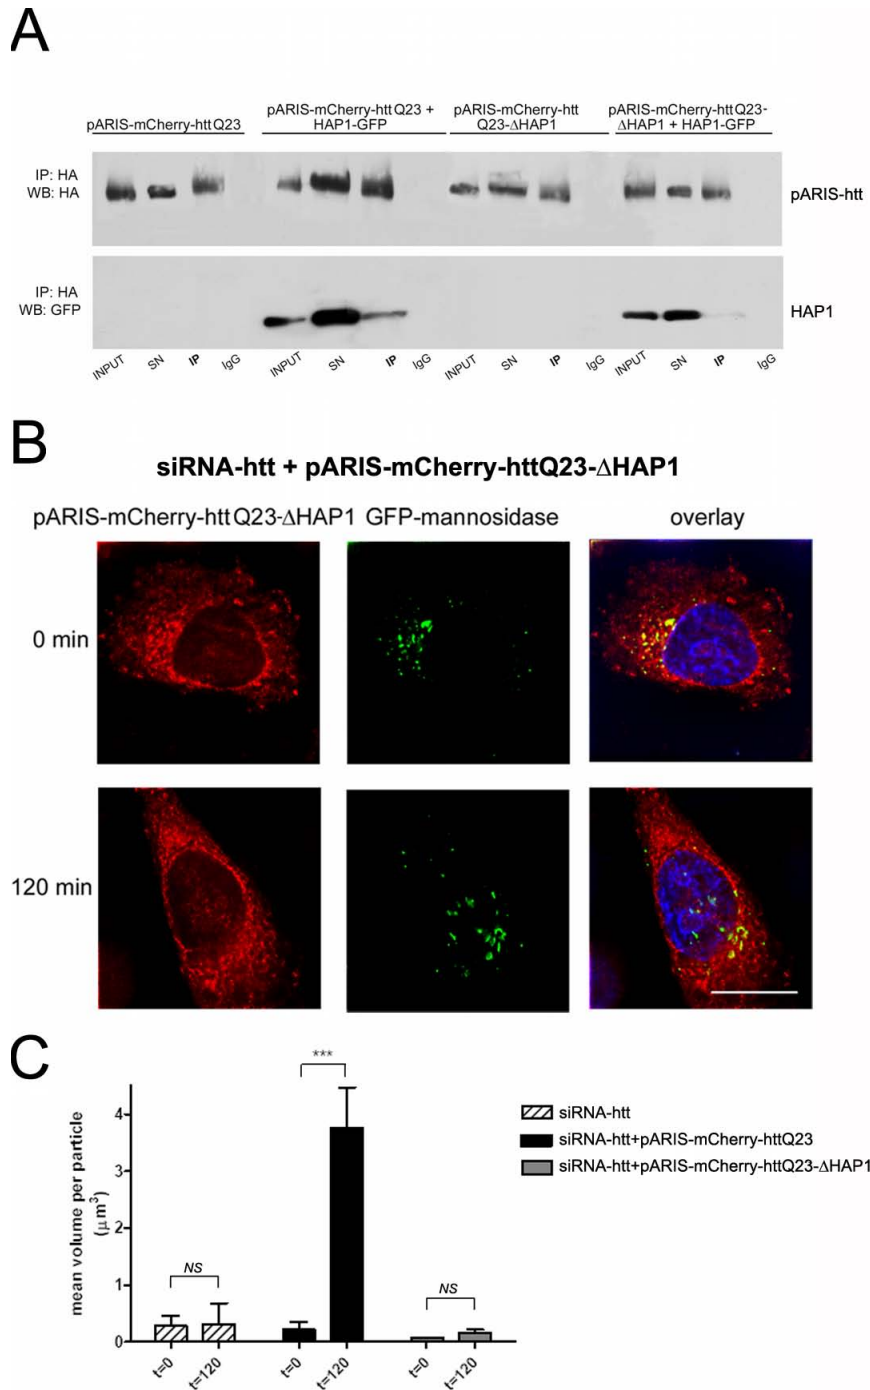 A
pARIS-mCherry-httQ23
pARIS-mCherry-httQ23 +
HAP1-GFP
pARIS-mCherry-htt
Q23-ΔHAP1
pARIS-mCherry-httQ23-
ΔHAP1 + HAP1-GFP
IP: HA
WB: HA
pARIS-htt
IP: HA
WB: GFP
HAP1
INPUT SN IP IgG INPUT SN IP IgG INPUT SN IP IgG INPUT SN IP IgG
B
siRNA-htt + pARIS-mCherry-httQ23-ΔHAP1
pARIS-mCherry-httQ23-ΔHAP1 GFP-mannosidase overlay
0 min
120 min
C
mean volume per particle
(μm³)
4
3
2
1
0
NS
***
NS
t=0 t=120 t=0 t=120 t=0 t=120
siRNA-htt
siRNA-htt+pARIS-mCherry-httQ23
siRNA-htt+pARIS-mCherry-httQ23-ΔHAP1